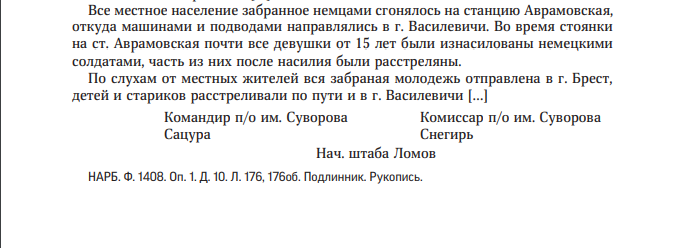 Все местное население забранное немцами сгонялось на станцию Аврамовская,
откуда машинами и подводами направлялись в г. Василевичи. Во время стоянки
на ст. Аврамовская почти все девушки от 15 лет были изнасилованы немецкими
солдатами, часть из них после насилия были расстреляны.
По слухам от местных жителей вся забраная молодежь отправлена в г. Брест,
детей и стариков расстреливали по пути и в г. Василевичи [...]
Командир п/о им. Суворова Комиссар п/о им. Суворова
Сацура Снегирь
Нач. штаба Ломов
НАРБ. Ф. 1408. Оп. 1. Д. 10. Л. 176, 176об. Подлинник. Рукопись.